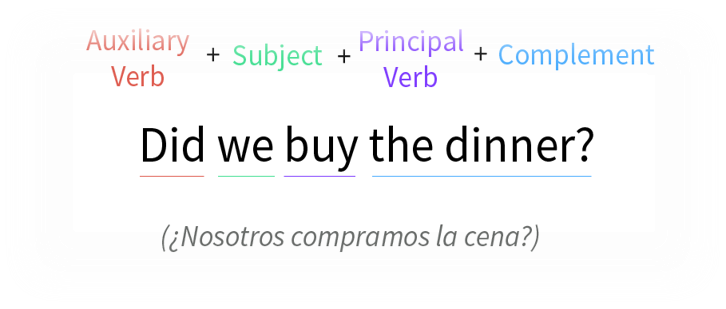 Auxiliary Verb + Subject + Principal Verb + Complement
Did we buy the dinner?
(¿Nosotros compramos la cena?)